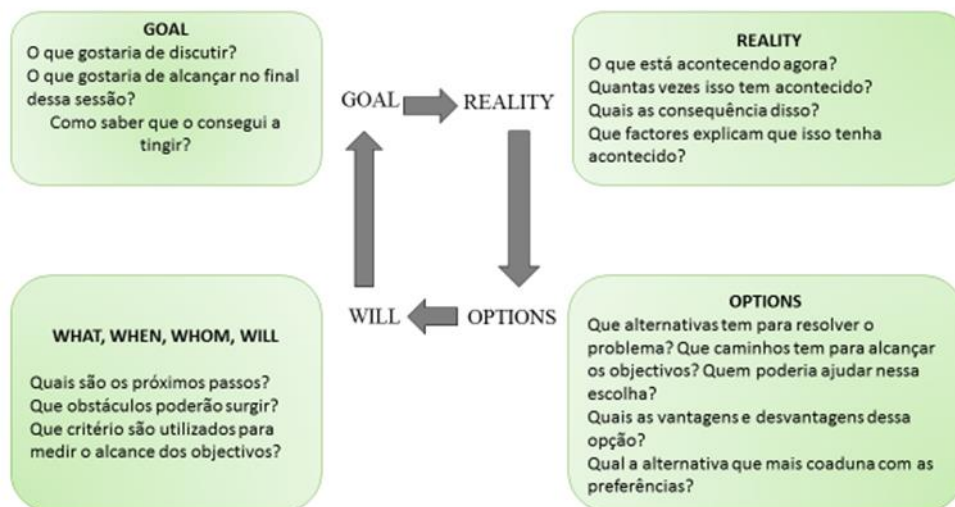 GOAL
O que gostaria de discutir?
O que gostaria de alcançar no final
dessa sessão?
Como saber que o consegui a
tingir?
GOAL
REALITY
REALITY
O que está acontecendo agora?
Quantas vezes isso tem acontecido?
Quais as consequência disso?
Que factores explicam que isso tenha
acontecido?
WHAT, WHEN, WHOM, WILL
Quais são os próximos passos?
Que obstáculos poderão surgir?
Que critério são utilizados para
medir o alcance dos objectivos?
WILL
OPTIONS
OPTIONS
Que alternativas tem para resolver o
problema? Que caminhos tem para alcançar
os objectivos? Quem poderia ajudar nessa
escolha?
Quais as vantagens e desvantagens dessa
opção?
Qual a alternativa que mais coaduna com as
preferências?